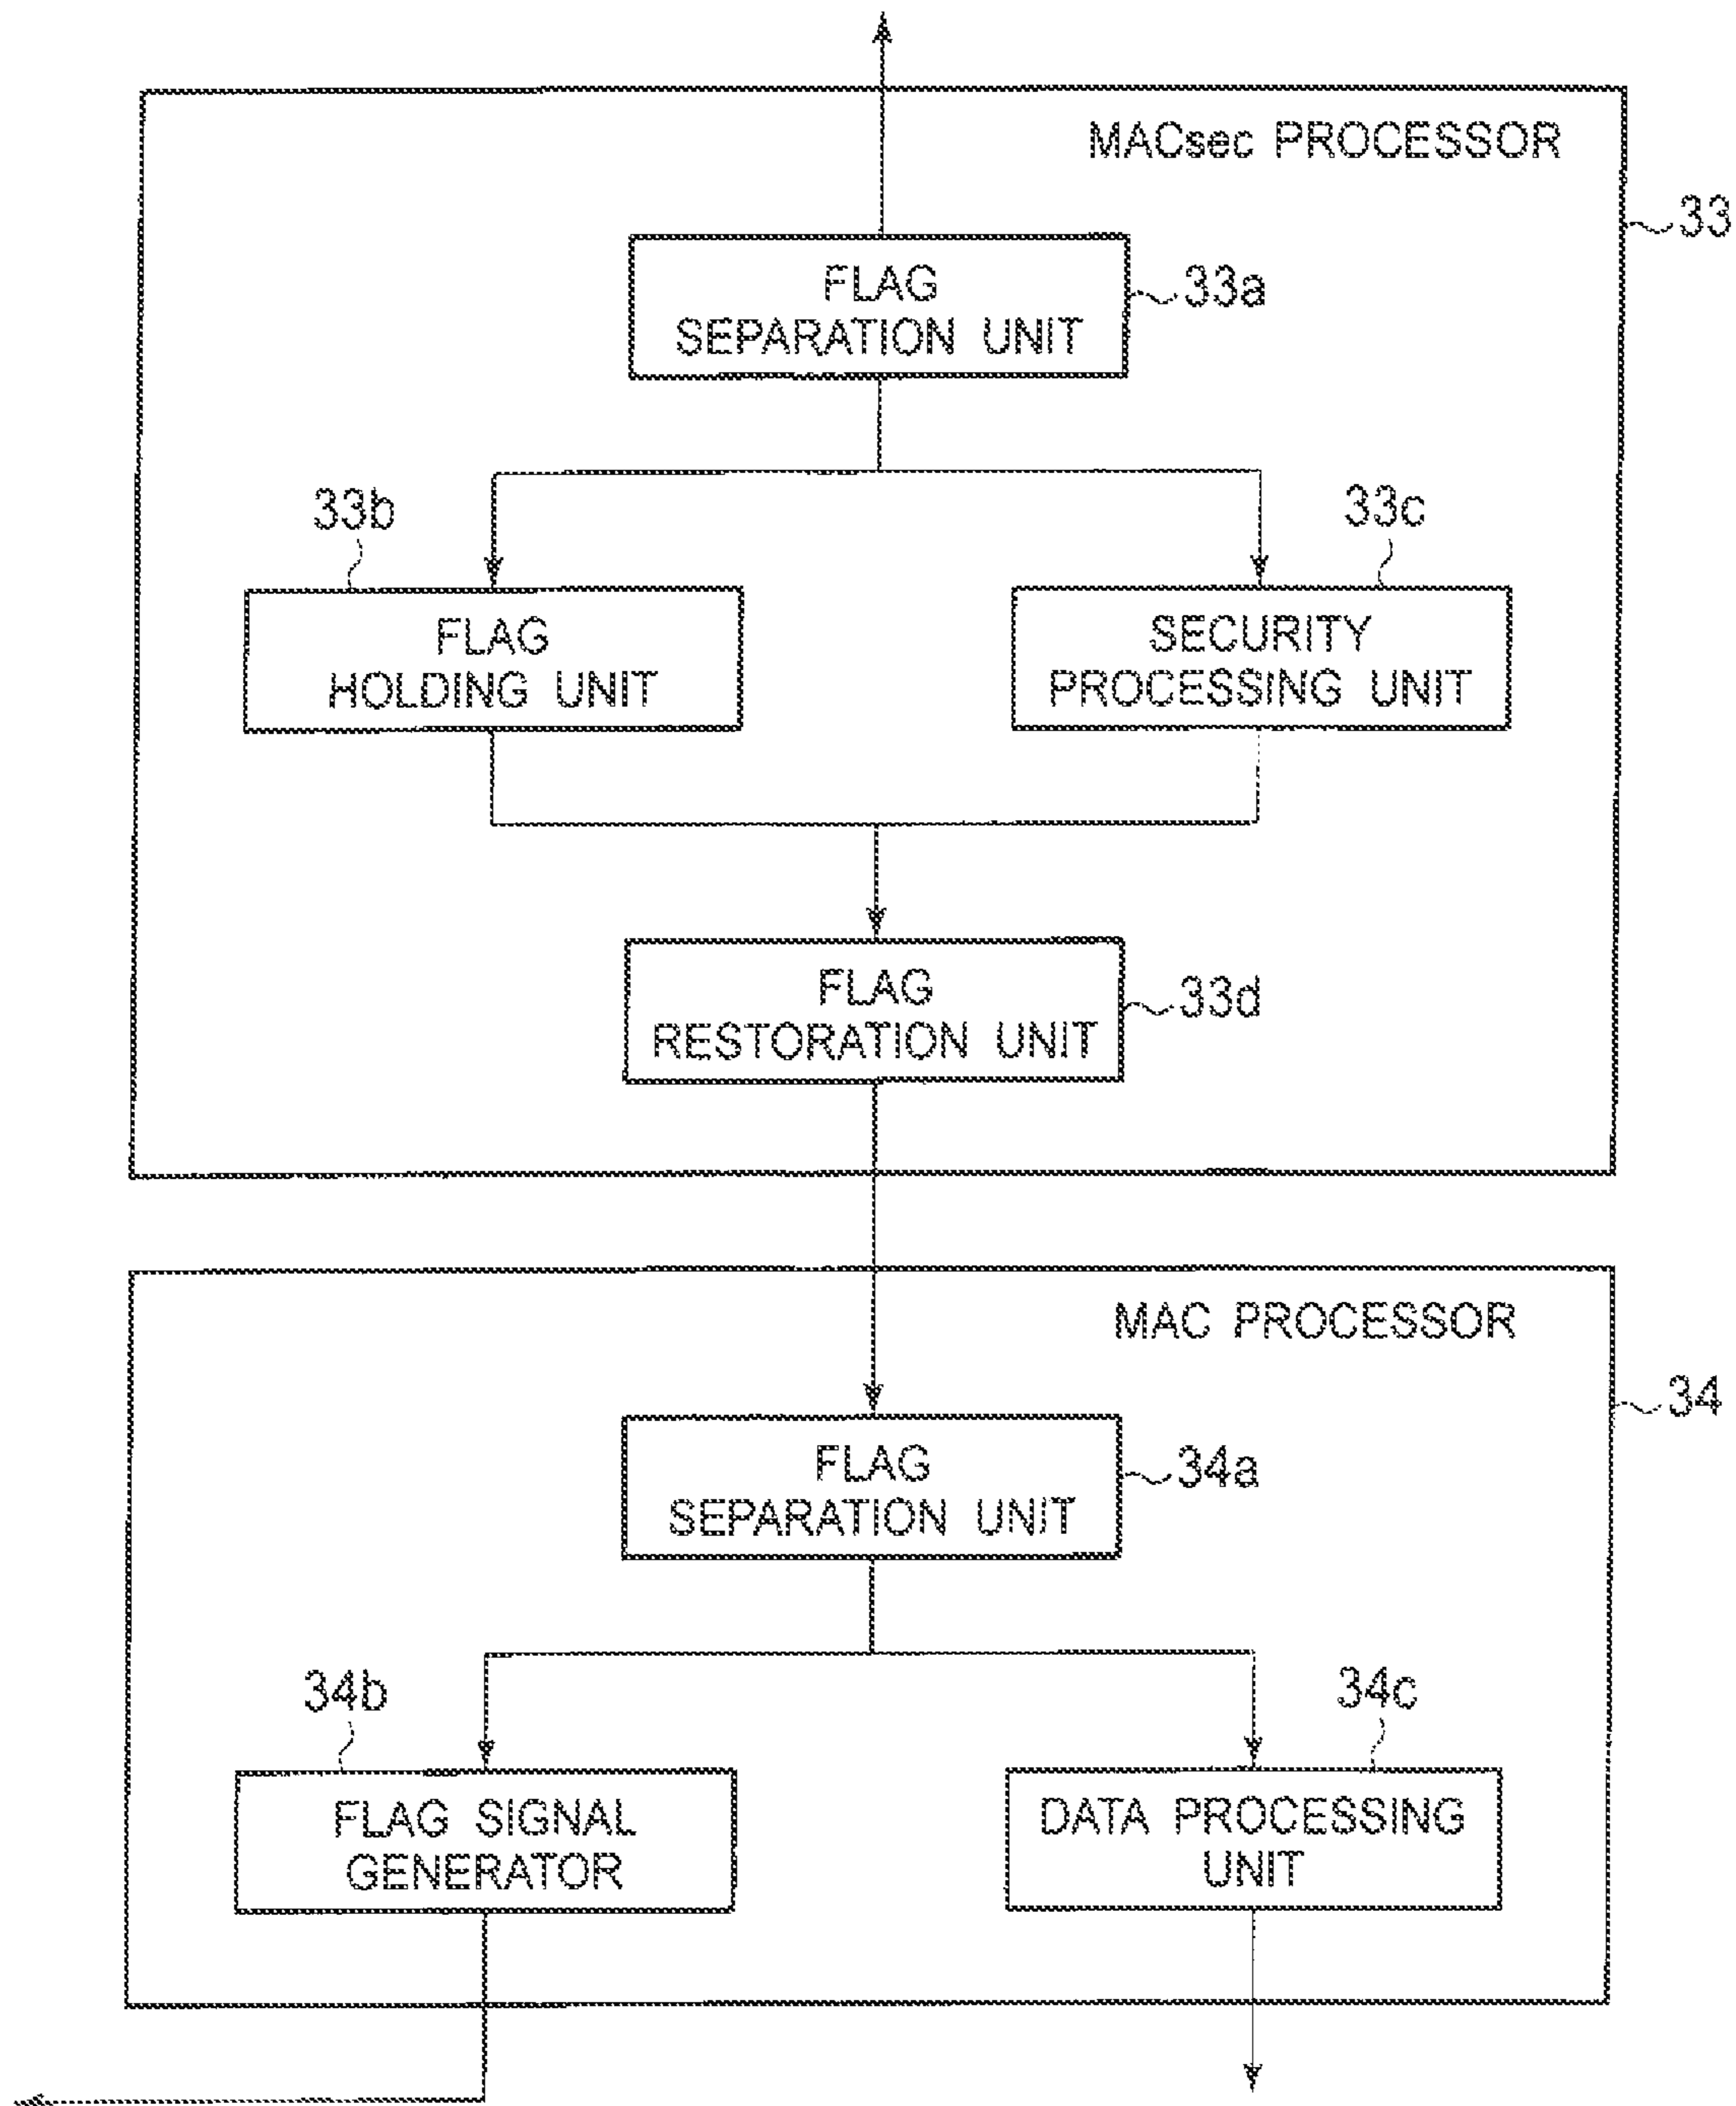 MACsec PROCESSOR
33
FLAG
SEPARATION UNIT
33a
33b
33c
FLAG
HOLDING UNIT
SECURITY
PROCESSING UNIT
FLAG
RESTORATION UNIT
33d
MAC PROCESSOR
34
FLAG
SEPARATION UNIT
34a
34b
34c
FLAG SIGNAL
GENERATOR
DATA PROCESSING
UNIT